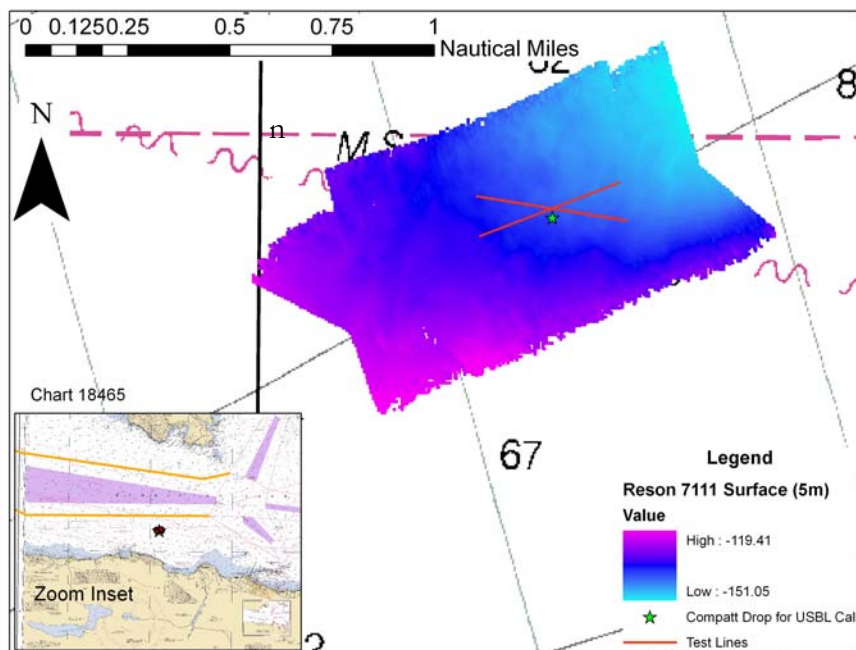 0 0.125 0.25 0.5 0.75 1
Nautical Miles
82
8
N
n
M S
Chart 18465
67
Legend
Reson 7111 Surface (5m)
Value
High : -119.41
Low : -151.05
Compatt Drop for USBL Cal
Test Lines
Zoom Inset